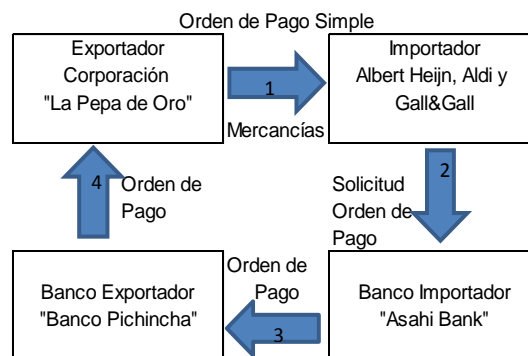 Orden de Pago Simple
Exportador
Corporación
"La Pepa de Oro"
1
Mercancías
Importador
Albert Heijn, Aldi y
Gall&Gall
4
Orden de
Pago
Solicitud
Orden de
Pago
2
Banco Exportador
"Banco Pichincha"
Orden de
Pago
3
Banco Importador
"Asahi Bank"